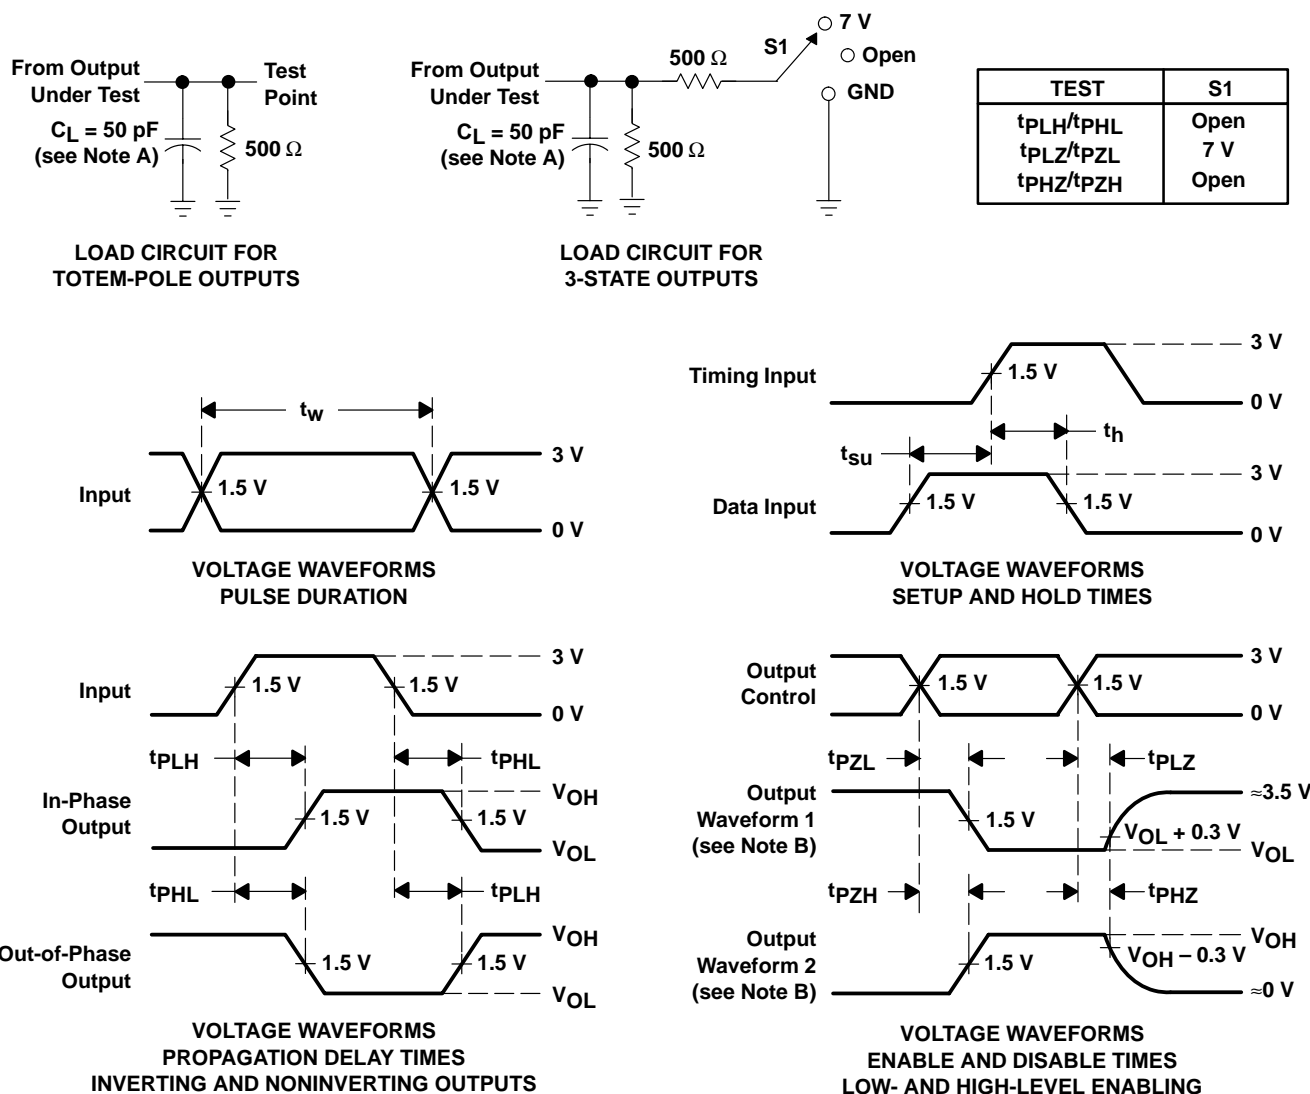 From Output
Under Test
Test
Point
CL = 50 pF
(see Note A)
500 Ω
LOAD CIRCUIT FOR
TOTEM-POLE OUTPUTS
From Output
Under Test
500 Ω
S1
7 V
Open
GND
CL = 50 pF
(see Note A)
500 Ω
LOAD CIRCUIT FOR
3-STATE OUTPUTS
TEST S1
tPLH/tPHL Open
tPLZ/tPZL 7 V
tPHZ/tPZH Open
tw
Input
1.5 V
1.5 V
3 V
0 V
VOLTAGE WAVEFORMS
PULSE DURATION
Timing Input
1.5 V
3 V
0 V
tsu
th
Data Input
1.5 V
1.5 V
3 V
0 V
VOLTAGE WAVEFORMS
SETUP AND HOLD TIMES
Input
1.5 V
1.5 V
3 V
0 V
tPLH
tPHL
In-Phase
Output
1.5 V
1.5 V
VOH
VOL
tPHL
tPLH
Out-of-Phase
Output
1.5 V
1.5 V
VOH
VOL
VOLTAGE WAVEFORMS
PROPAGATION DELAY TIMES
INVERTING AND NONINVERTING OUTPUTS
Output
Control
1.5 V
1.5 V
3 V
0 V
tPZL
tPLZ
Output
Waveform 1
(see Note B)
1.5 V
VOL + 0.3 V
≈3.5 V
VOL
tPZH
tPHZ
Output
Waveform 2
(see Note B)
1.5 V
VOH – 0.3 V
VOH
≈0 V
VOLTAGE WAVEFORMS
ENABLE AND DISABLE TIMES
LOW- AND HIGH-LEVEL ENABLING